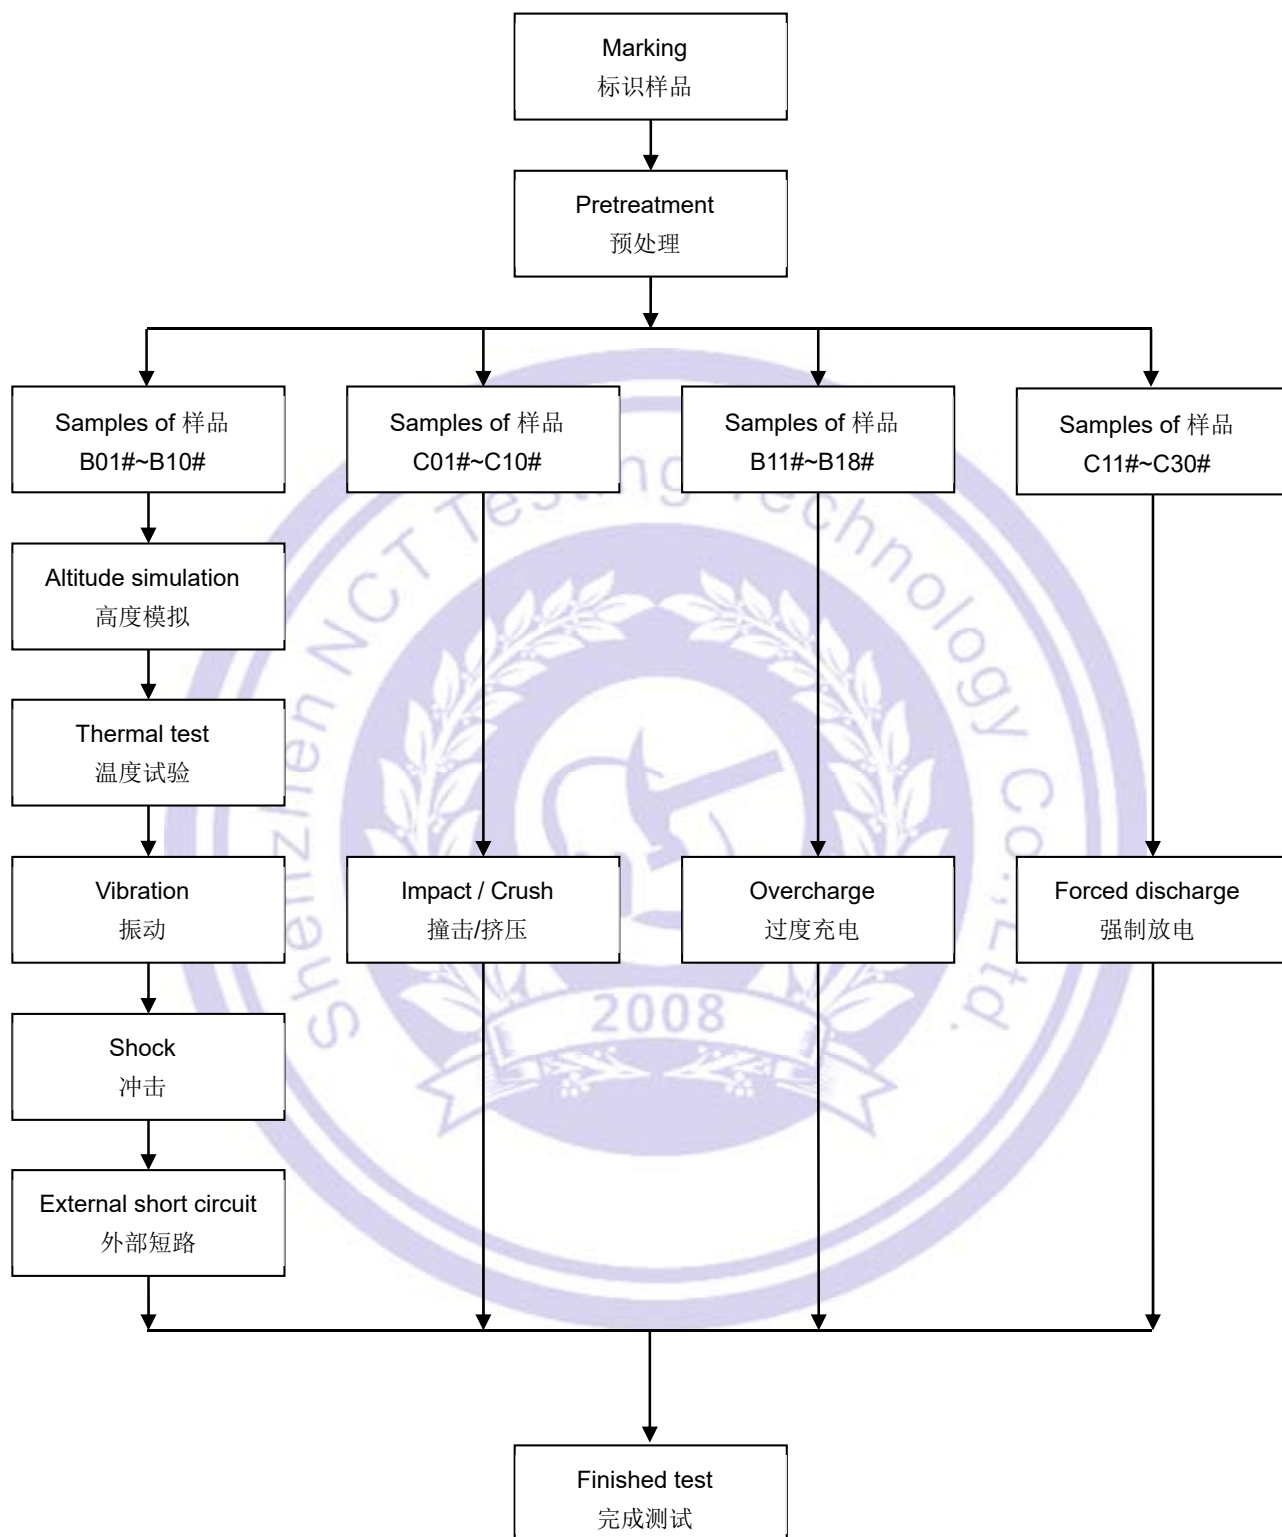 Marking
标识样品
Pretreatment
预处理
Samples of 样品
B01#~B10#
Samples of 样品
C01#~C10#
Samples of 样品
B11#~B18#
Samples of 样品
C11#~C30#
Altitude simulation
高度模拟
Thermal test
温度试验
Vibration
振动
Impact / Crush
撞击/挤压
Overcharge
过度充电
Forced discharge
强制放电
Shock
冲击
External short circuit
外部短路
Finished test
完成测试
Shenzhen NCT Testing Technology Co.,Ltd.
2008